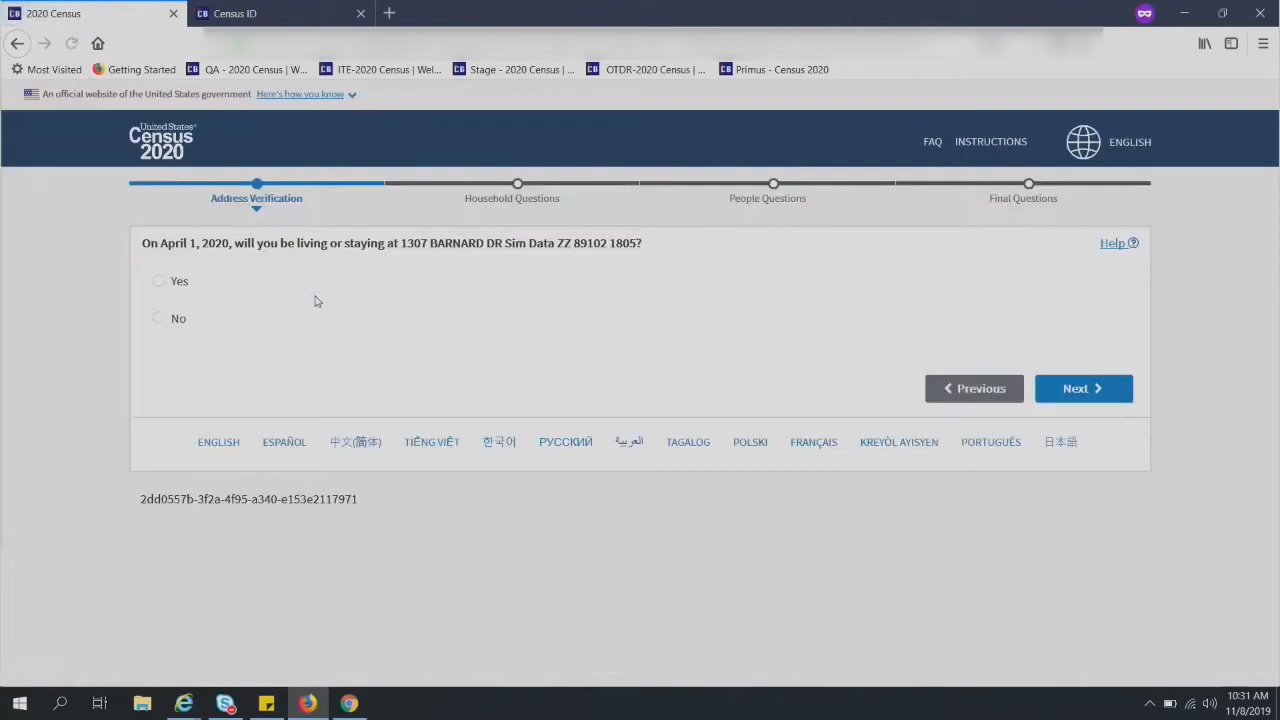 2020 Census
Census ID
Most Visited Getting Started QA - 2020 Census | W... ITE-2020 Census | Wel... Stage - 2020 Census | ... OTDR-2020 Census | ... Primus - Census 2020
An official website of the United States government Here's how you know
United States®
Census
2020
FAQ INSTRUCTIONS ENGLISH
Address Verification Household Questions People Questions Final Questions
On April 1, 2020, will you be living or staying at 1307 BARNARD DR Sim Data ZZ 89102 1805?
Help
Yes
No
Previous Next
ENGLISH ESPAÑOL 中文(简体) TIẾNG VIỆT 한국어 РУССКИЙ العربية TAGALOG POLSKI FRANÇAIS KREYÒL AYISYEN PORTUGUÊS 日本語
2dd0557b-3f2a-4f95-a340-e153e2117971
10:31 AM
11/8/2019